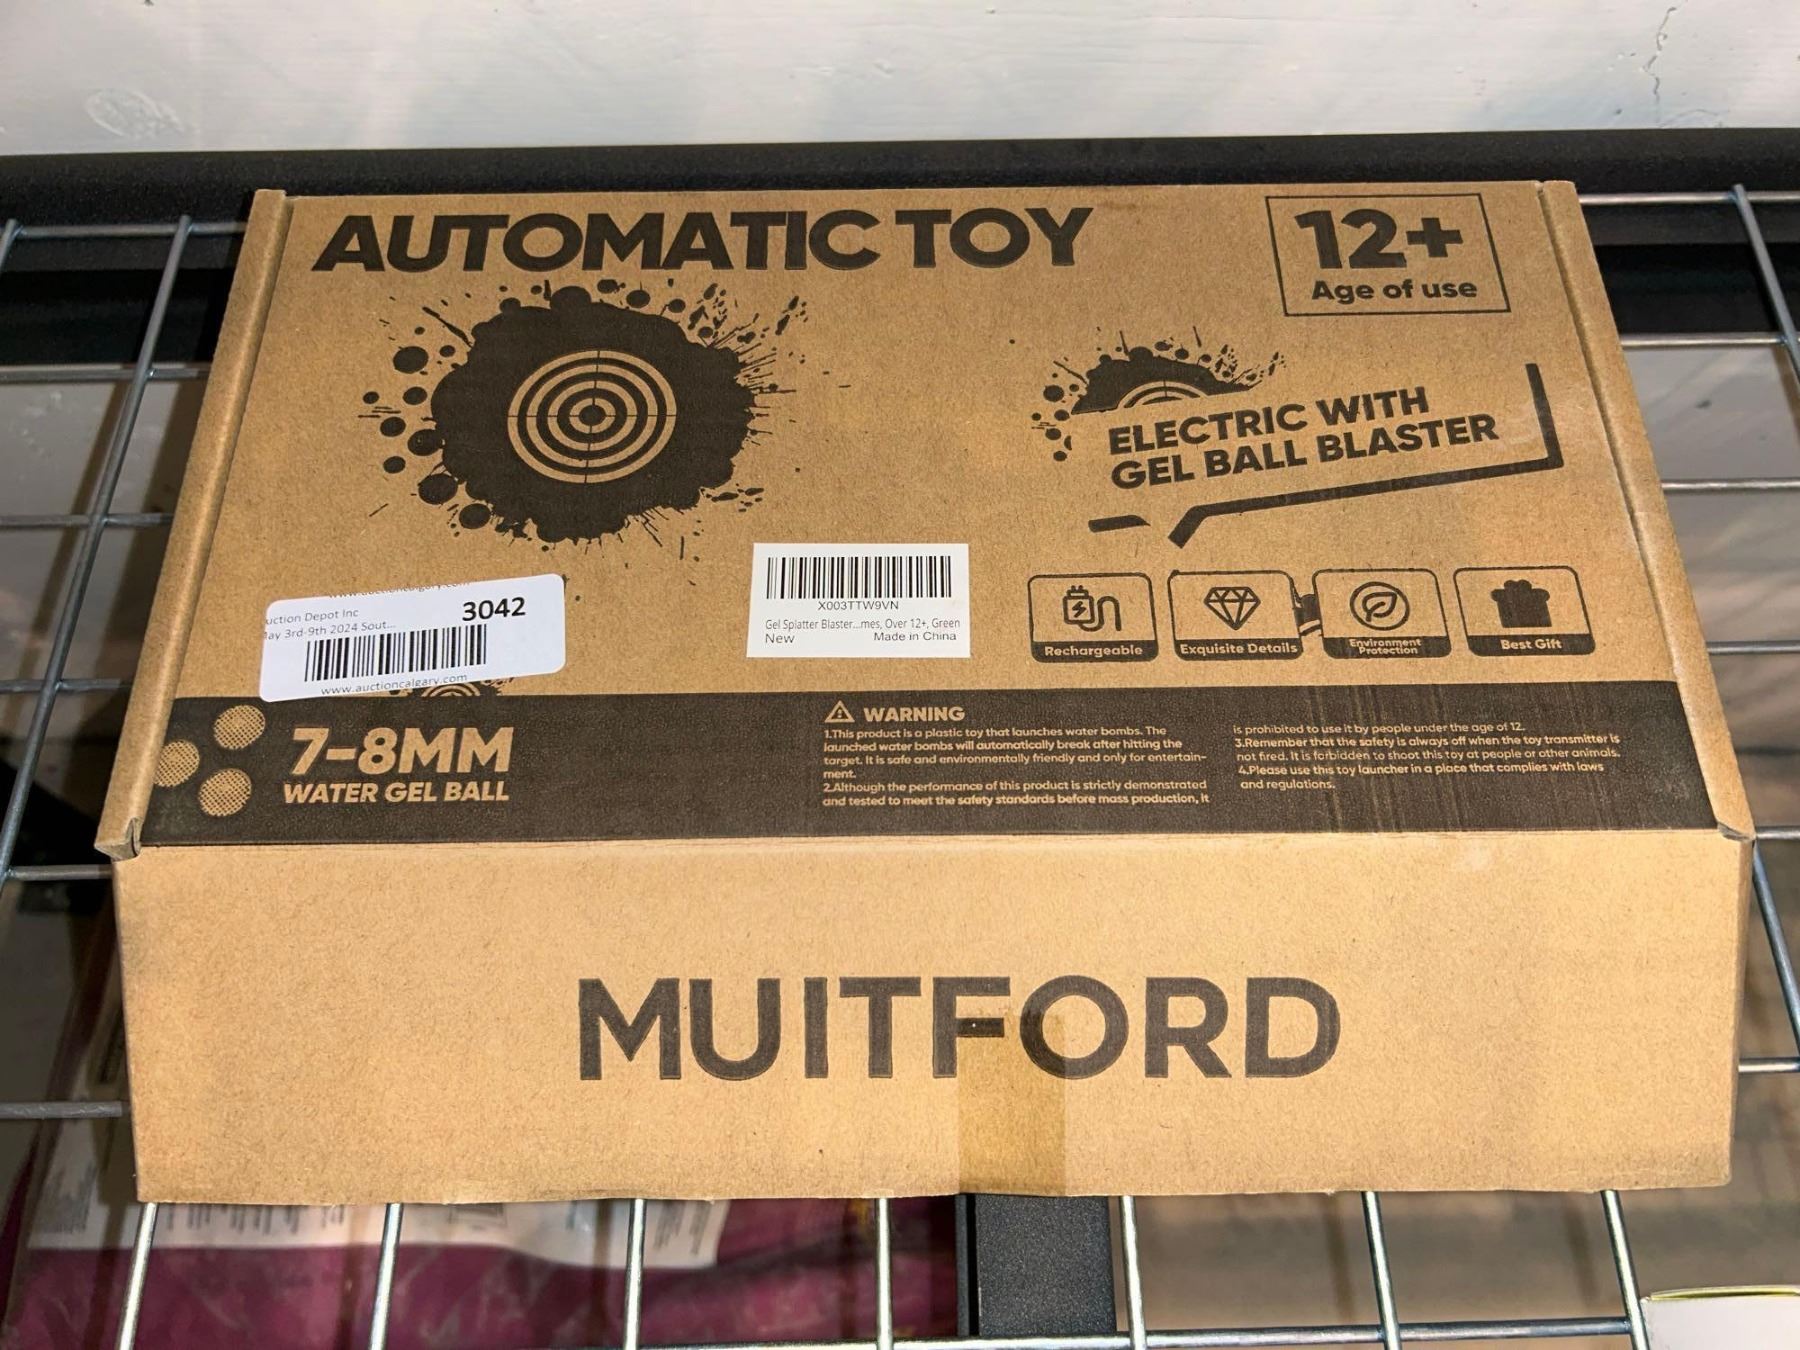 AUTOMATIC TOY
12+
Age of use
ELECTRIC WITH
GEL BALL BLASTER
3042
uction Depot Inc
ay 3rd-9th 2024 Sout...
www.auctioncalgary.com
X003TTW9VN
Gel Splatter Blaster...mes, Over 12+, Green
New Made in China
Rechargeable
Exquisite Details
Environment
Protection
Best Gift
7-8MM
WATER GEL BALL
WARNING
1.This product is a plastic toy that launches water bombs. The
launched water bombs will automatically break after hitting the
target. It is safe and environmentally friendly and only for entertain-
ment.
2.Although the performance of this product is strictly demonstrated
and tested to meet the safety standards before mass production, it
is prohibited to use it by people under the age of 12.
3.Remember that the safety is always off when the toy transmitter is
not fired. It is forbidden to shoot this toy at people or other animals.
4.Please use this toy launcher in a place that complies with laws
and regulations.
MUITFORD